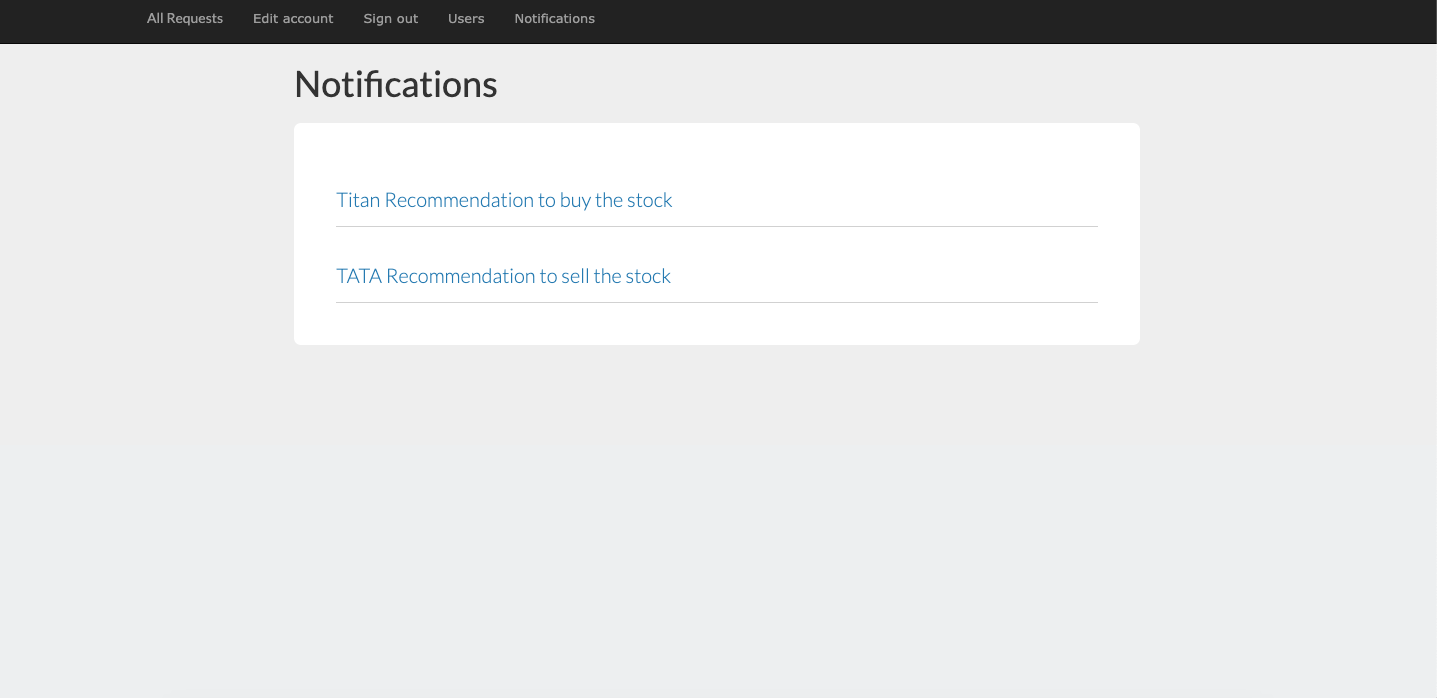 All Requests Edit account Sign out Users Notifications
Notifications
Titan Recommendation to buy the stock
TATA Recommendation to sell the stock